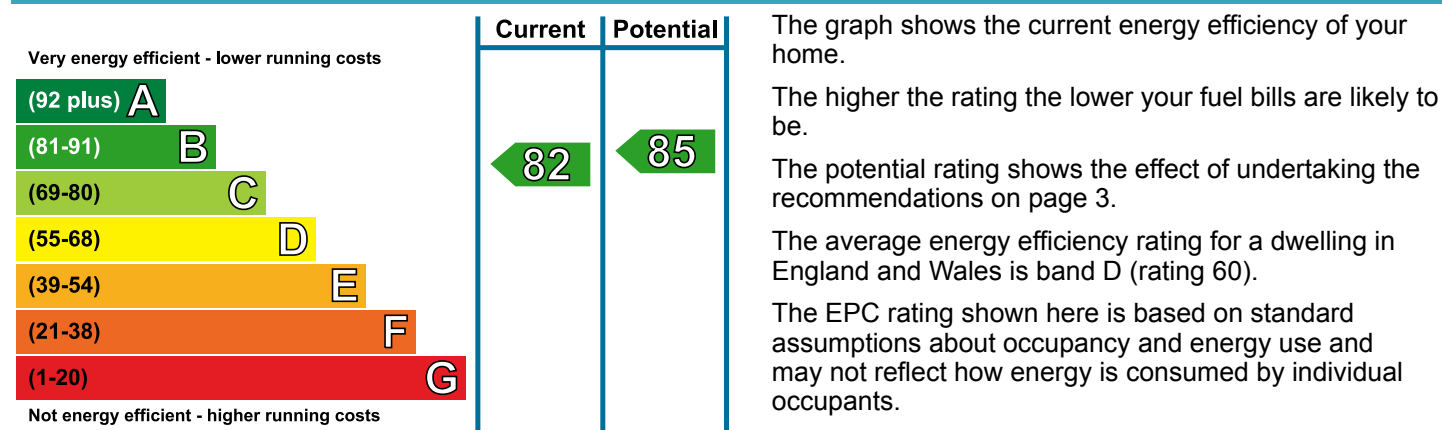 Current Potential
Very energy efficient - lower running costs
(92 plus) A
(81-91) B
(69-80) C
(55-68) D
(39-54) E
(21-38) F
(1-20) G
Not energy efficient - higher running costs
82
85
The graph shows the current energy efficiency of your
home.
The higher the rating the lower your fuel bills are likely to
be.
The potential rating shows the effect of undertaking the
recommendations on page 3.
The average energy efficiency rating for a dwelling in
England and Wales is band D (rating 60).
The EPC rating shown here is based on standard
assumptions about occupancy and energy use and
may not reflect how energy is consumed by individual
occupants.